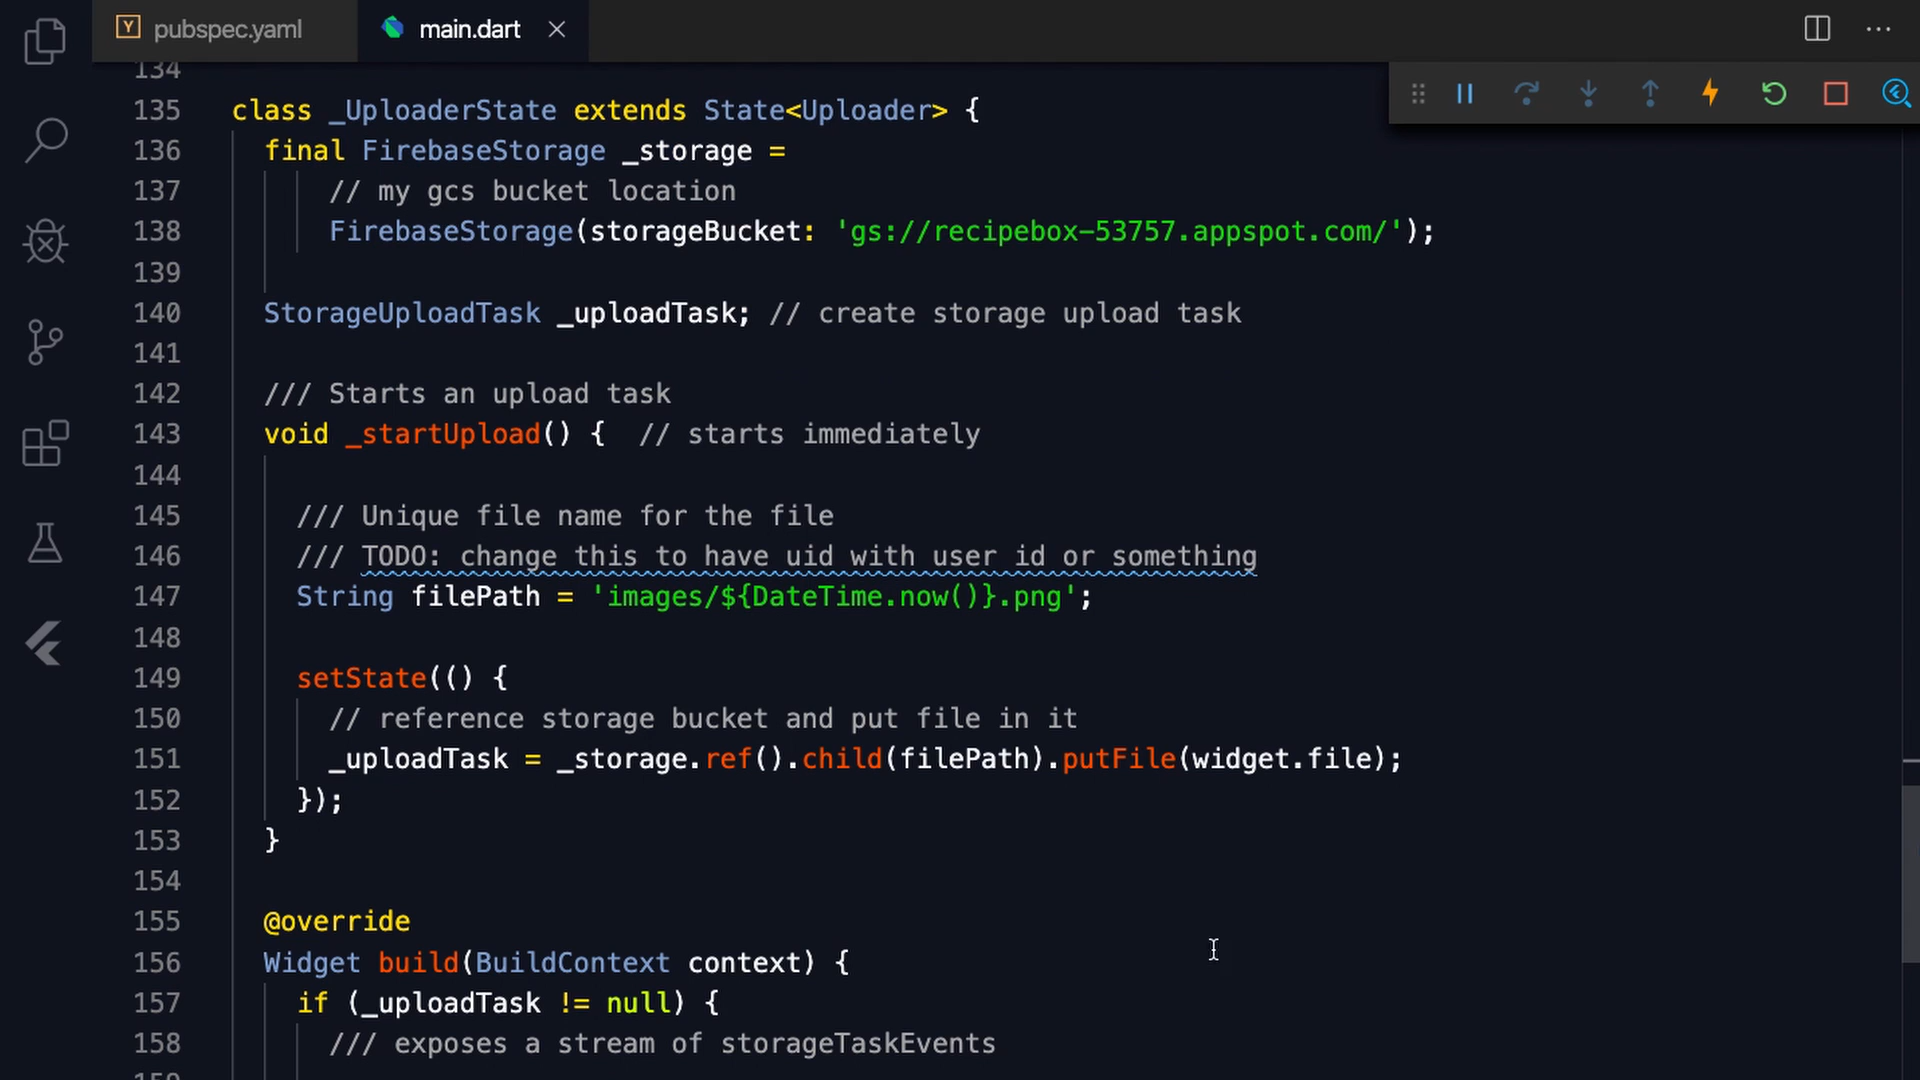 pubspec.yaml
main.dart
134
135 class _UploaderState extends State<Uploader> {
136 final FirebaseStorage _storage =
137 // my gcs bucket location
138 FirebaseStorage(storageBucket: 'gs://recipebox-53757.appspot.com/');
139
140 StorageUploadTask _uploadTask; // create storage upload task
141
142 /// Starts an upload task
143 void _startUpload() { // starts immediately
144
145 /// Unique file name for the file
146 /// TODO: change this to have uid with user id or something
147 String filePath = 'images/${DateTime.now()}.png';
148
149 setState(() {
150 // reference storage bucket and put file in it
151 _uploadTask = _storage.ref().child(filePath).putFile(widget.file);
152 });
153 }
154
155 @override
156 Widget build(BuildContext context) {
157 if (_uploadTask != null) {
158 /// exposes a stream of storageTaskEvents
159